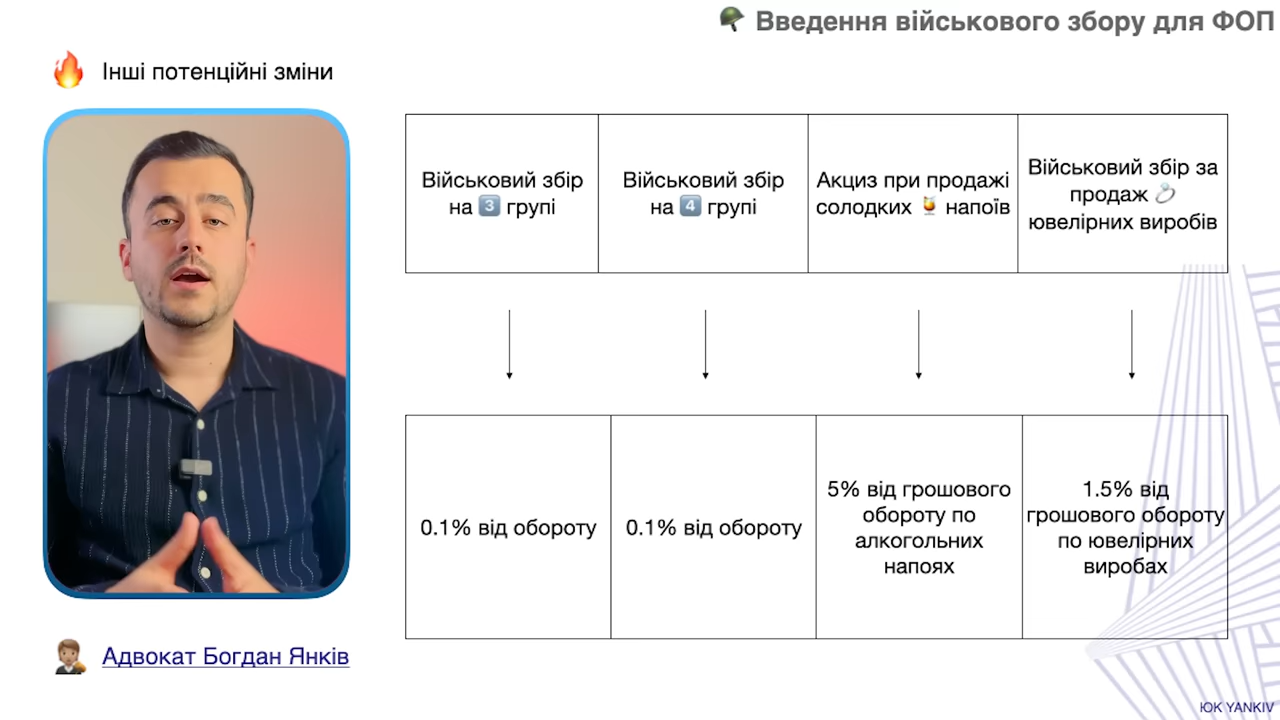 🪖 Введення військового збору для ФОП
🔥 Інші потенційні зміни
Військовий збір
на 3️⃣ групі
Військовий збір
на 4️⃣ групі
Акциз при продажі
солодких 🍹 напоїв
Військовий збір за
продаж 💍
ювелірних виробів
0.1% від обороту
0.1% від обороту
5% від грошового
обороту по
алкогольних
напоях
1.5% від
грошового обороту
по ювелірних
виробах
Адвокат Богдан Янків
ЮК YANKIV